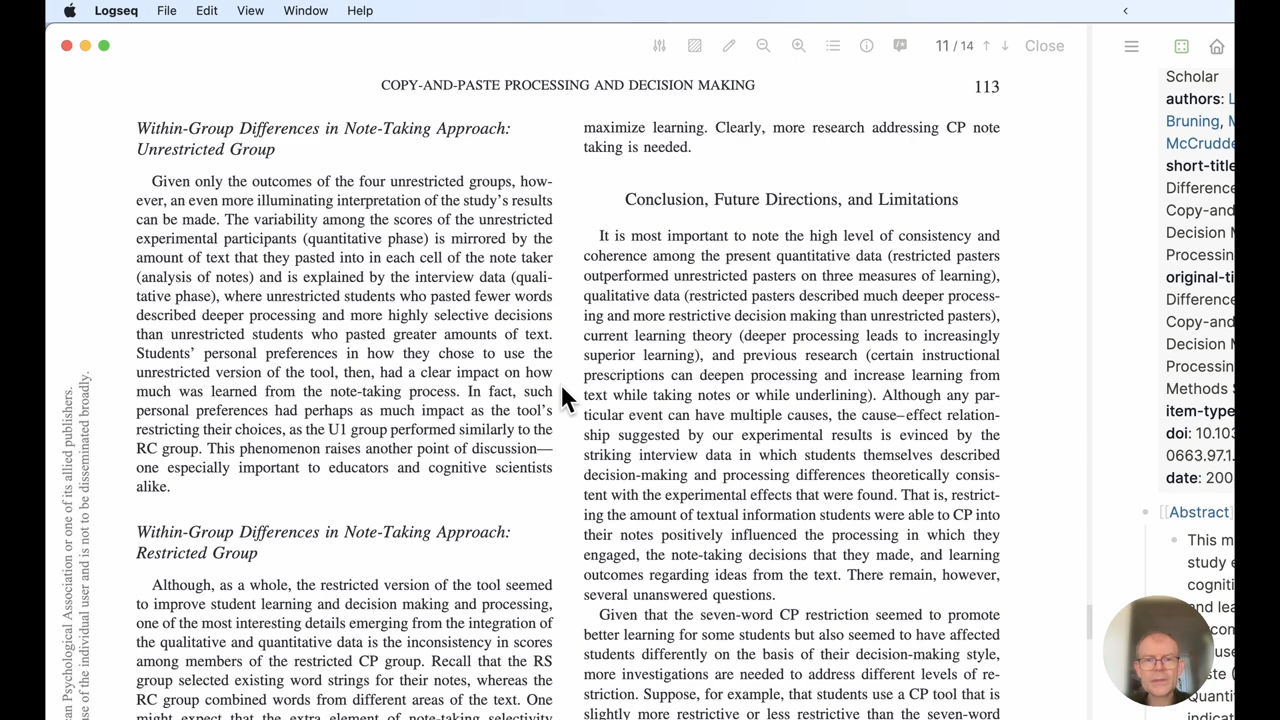 Logseq File Edit View Window Help
11 / 14 ↑ ↓ Close
COPY-AND-PASTE PROCESSING AND DECISION MAKING
113
Within-Group Differences in Note-Taking Approach:
Unrestricted Group
Given only the outcomes of the four unrestricted groups, how-
ever, an even more illuminating interpretation of the study's results
can be made. The variability among the scores of the unrestricted
experimental participants (quantitative phase) is mirrored by the
amount of text that they pasted into in each cell of the note taker
(analysis of notes) and is explained by the interview data (quali-
tative phase), where unrestricted students who pasted fewer words
described deeper processing and more highly selective decisions
than unrestricted students who pasted greater amounts of text.
Students' personal preferences in how they chose to use the
unrestricted version of the tool, then, had a clear impact on how
much was learned from the note-taking process. In fact, such
personal preferences had perhaps as much impact as the tool's
restricting their choices, as the U1 group performed similarly to the
RC group. This phenomenon raises another point of discussion—
one especially important to educators and cognitive scientists
alike.
Within-Group Differences in Note-Taking Approach:
Restricted Group
Although, as a whole, the restricted version of the tool seemed
to improve student learning and decision making and processing,
one of the most interesting details emerging from the integration of
the qualitative and quantitative data is the inconsistency in scores
among members of the restricted CP group. Recall that the RS
group selected existing word strings for their notes, whereas the
RC group combined words from different areas of the text. One
might expect that the extra element of note-taking selectivity
maximize learning. Clearly, more research addressing CP note
taking is needed.
Conclusion, Future Directions, and Limitations
It is most important to note the high level of consistency and
coherence among the present quantitative data (restricted pasters
outperformed unrestricted pasters on three measures of learning),
qualitative data (restricted pasters described much deeper process-
ing and more restrictive decision making than unrestricted pasters),
current learning theory (deeper processing leads to increasingly
superior learning), and previous research (certain instructional
prescriptions can deepen processing and increase learning from
text while taking notes or while underlining). Although any par-
ticular event can have multiple causes, the cause–effect relation-
ship suggested by our experimental results is evinced by the
striking interview data in which students themselves described
decision-making and processing differences theoretically consis-
tent with the experimental effects that were found. That is, restrict-
ing the amount of textual information students were able to CP into
their notes positively influenced the processing in which they
engaged, the note-taking decisions that they made, and learning
outcomes regarding ideas from the text. There remain, however,
several unanswered questions.
Given that the seven-word CP restriction seemed to promote
better learning for some students but also seemed to have affected
students differently on the basis of their decision-making style,
more investigations are needed to address different levels of re-
striction. Suppose, for example, that students use a CP tool that is
slightly more restrictive or less restrictive than the seven-word
an Psychological Association or one of its allied publishers.
se of the individual user and is not to be disseminated broadly.
Scholar
authors: L
Bruning, M
McCrudde
short-title
Difference
Copy-and
Decision M
Processin
original-ti
Difference
Copy-and
Decision M
Processin
Methods S
item-type
doi: 10.103
0663.97.1.
date: 200
[[Abstract]
This m
study e
cogniti
and lea